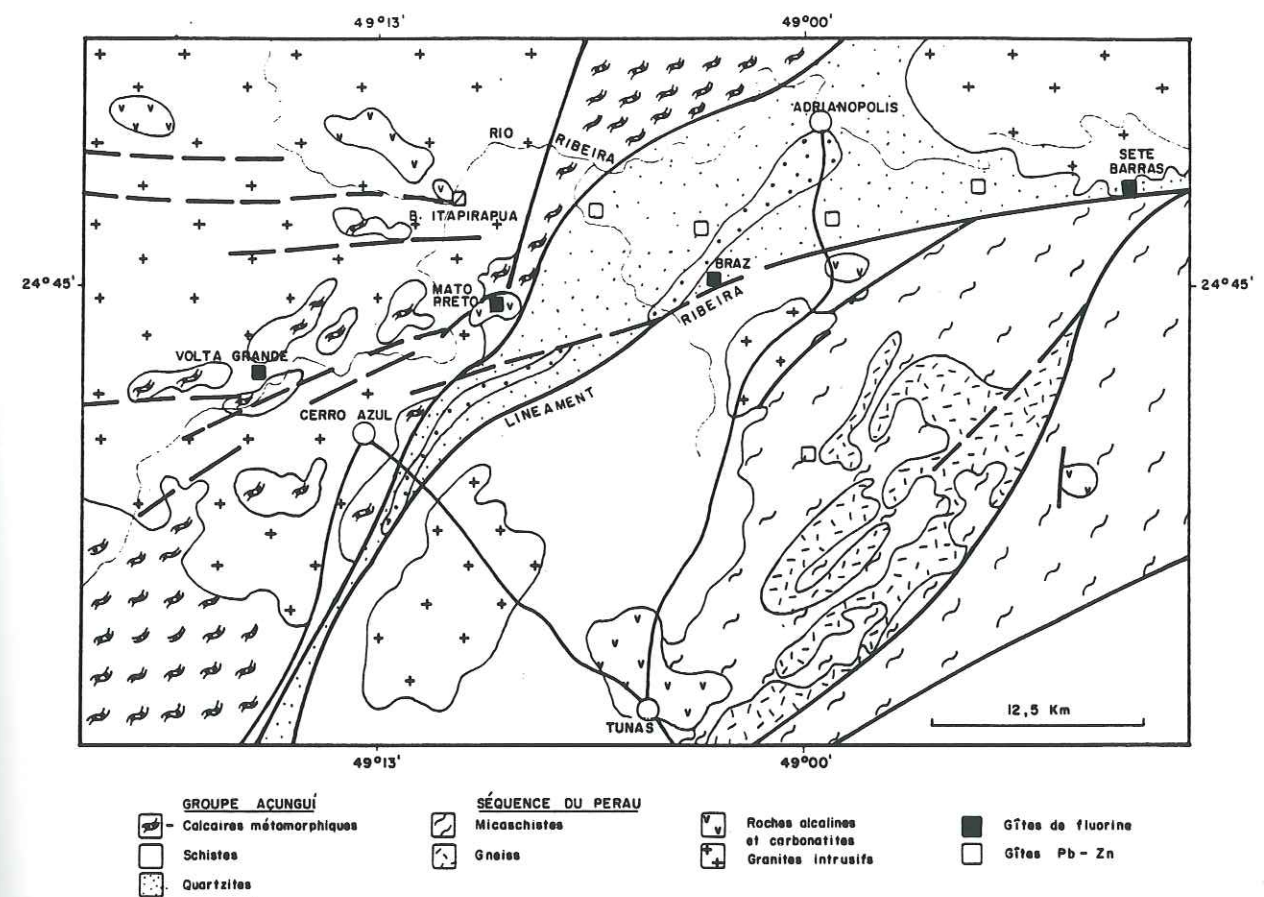 49°13'
49°00'
ADRIANOPOLIS
RIO
RIBEIRA
SETE
BARRAS
B. ITAPIRAPUA
BRAZ
24°45'
24°45'
MATO
PRETO
RIBEIRA
VOLTA GRANDE
LINEAMENT
CERRO AZUL
12,5 Km
TUNAS
49°13'
49°00'
GROUPE AÇUNGUÍ
Calcaires métamorphiques
Schistes
Quartzites
SÉQUENCE DU PERAU
Micaschistes
Gneiss
Roches alcalines
et carbonatites
Granites intrusifs
Gîtes de fluorine
Gîtes Pb - Zn